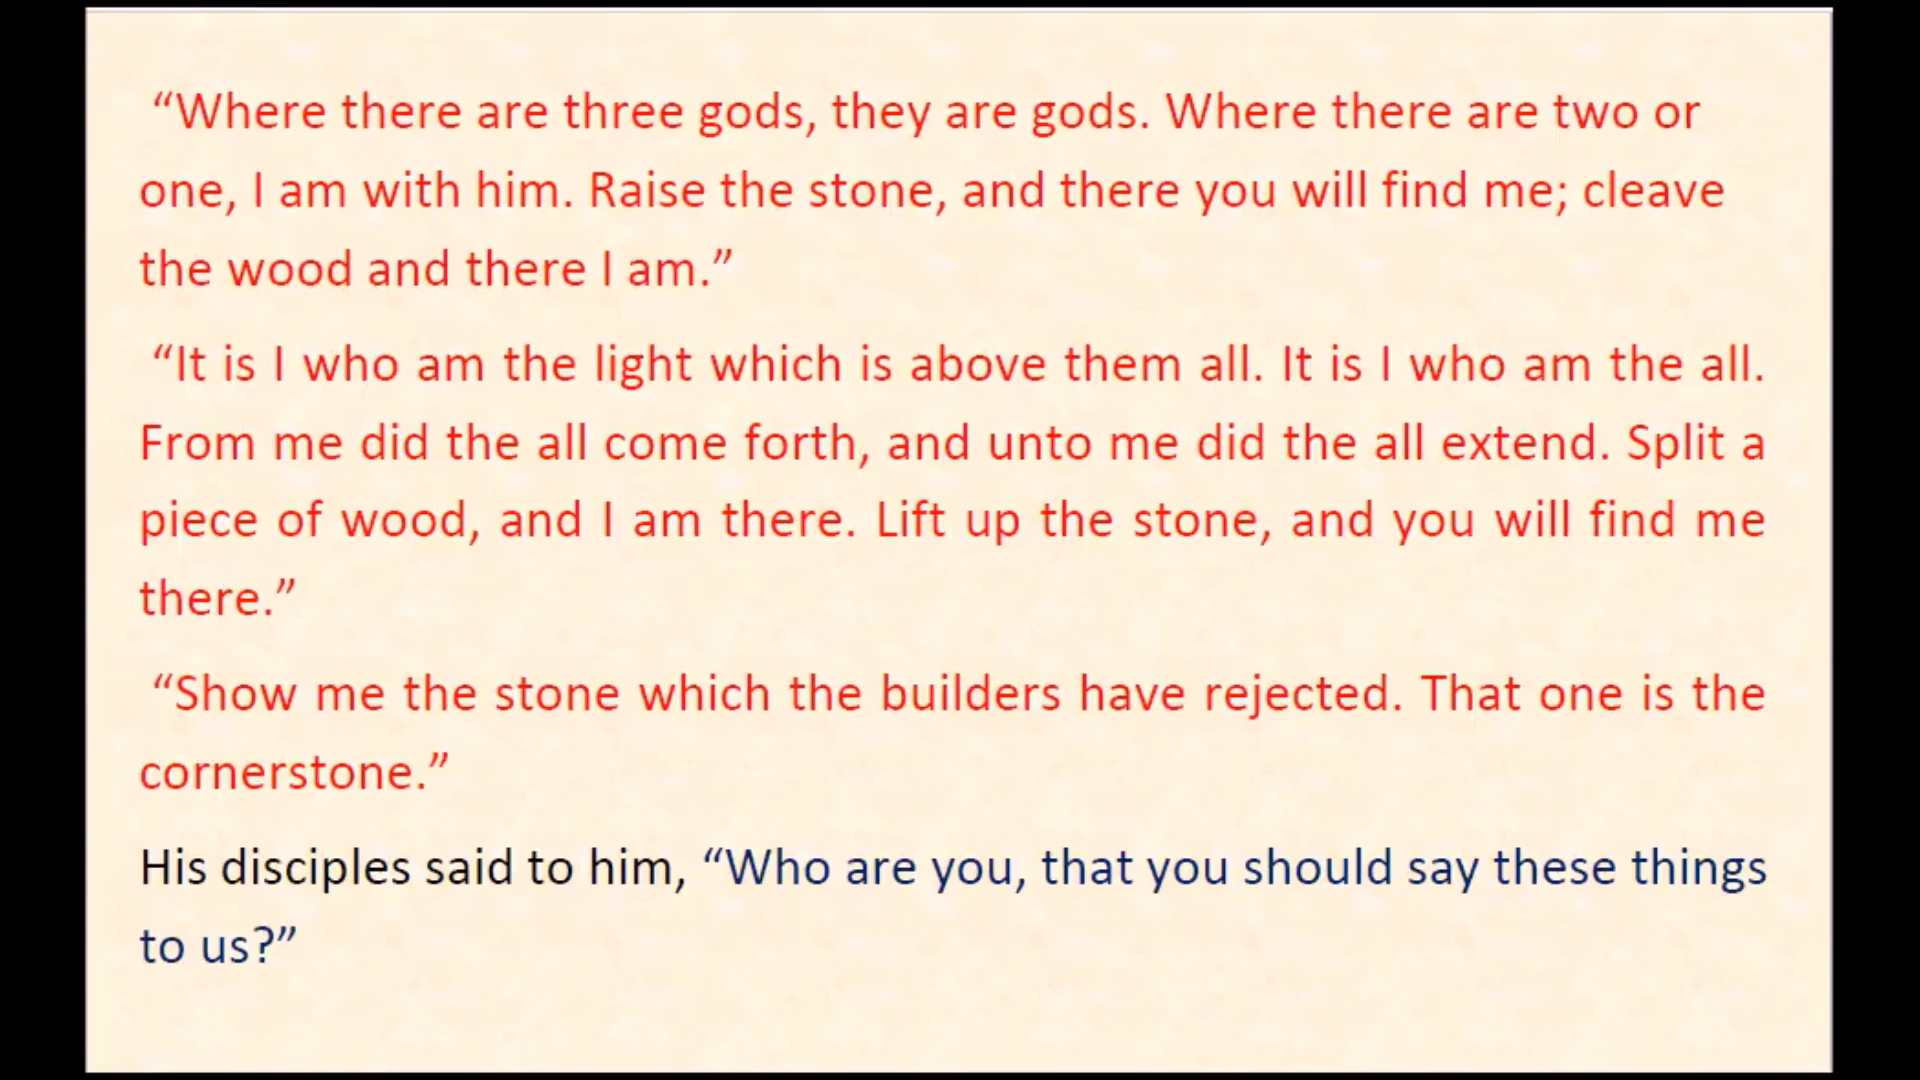 “Where there are three gods, they are gods. Where there are two or
one, I am with him. Raise the stone, and there you will find me; cleave
the wood and there I am.”
“It is I who am the light which is above them all. It is I who am the all.
From me did the all come forth, and unto me did the all extend. Split a
piece of wood, and I am there. Lift up the stone, and you will find me
there.”
“Show me the stone which the builders have rejected. That one is the
cornerstone.”
His disciples said to him, “Who are you, that you should say these things
to us?”